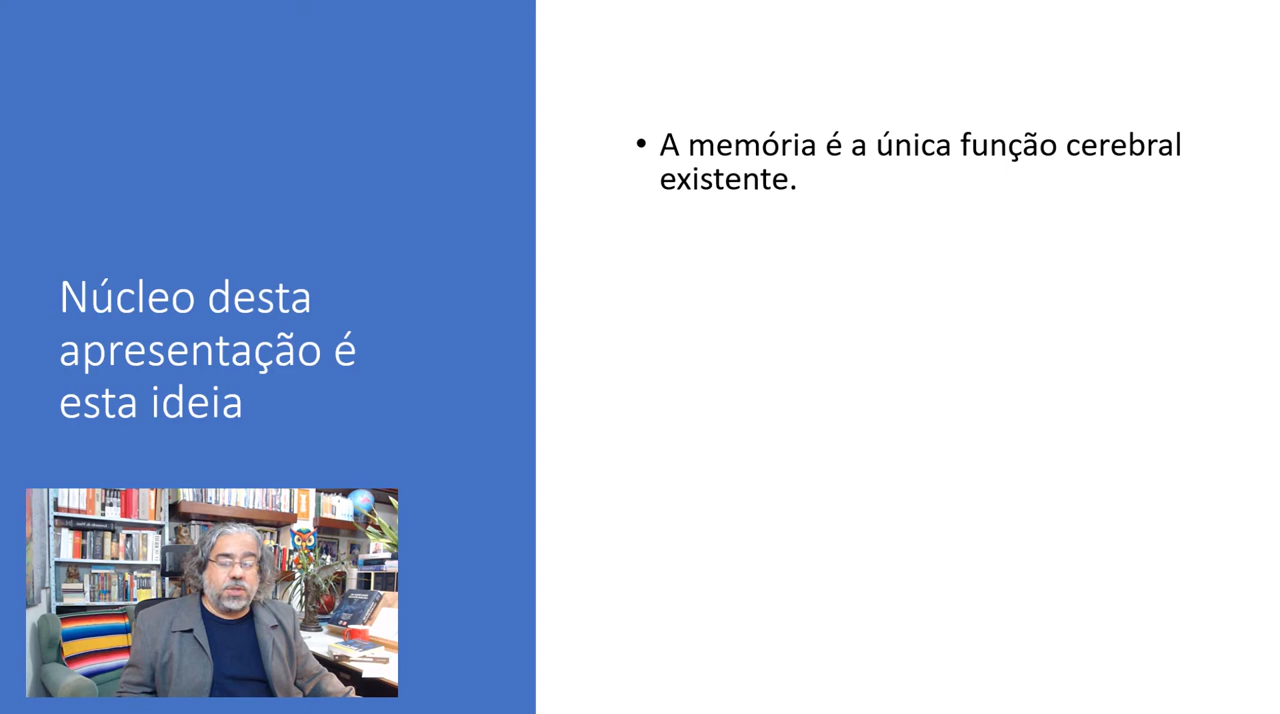 Núcleo desta
apresentação é
esta ideia
• A memória é a única função cerebral
existente.